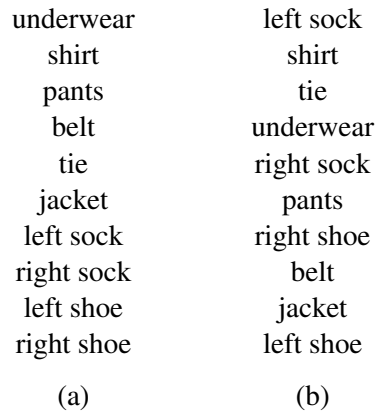 underwear
shirt
pants
belt
tie
jacket
left sock
right sock
left shoe
right shoe
(a)
left sock
shirt
tie
underwear
right sock
pants
right shoe
belt
jacket
left shoe
(b)